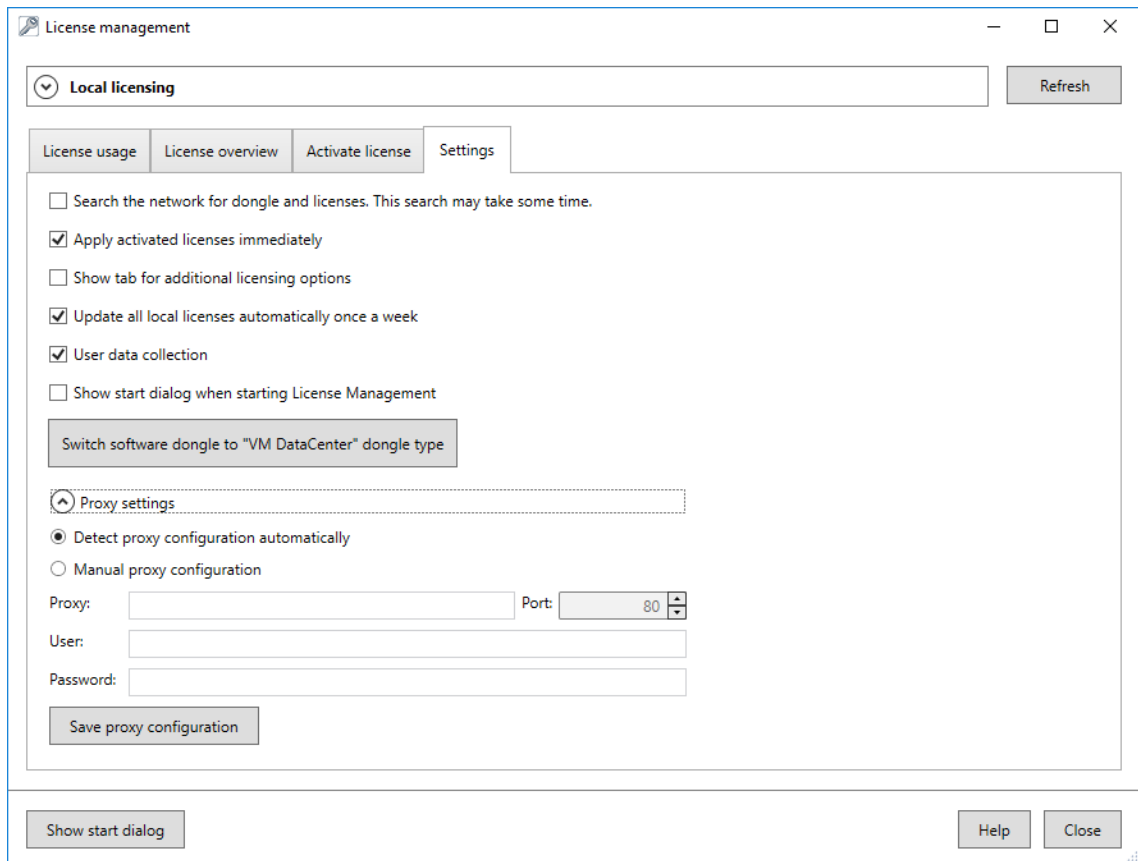 License management
Local licensing
Refresh
License usage
License overview
Activate license
Settings
Search the network for dongle and licenses. This search may take some time.
Apply activated licenses immediately
Show tab for additional licensing options
Update all local licenses automatically once a week
User data collection
Show start dialog when starting License Management
Switch software dongle to "VM DataCenter" dongle type
Proxy settings
Detect proxy configuration automatically
Manual proxy configuration
Proxy:
Port: 80
User:
Password:
Save proxy configuration
Show start dialog
Help
Close